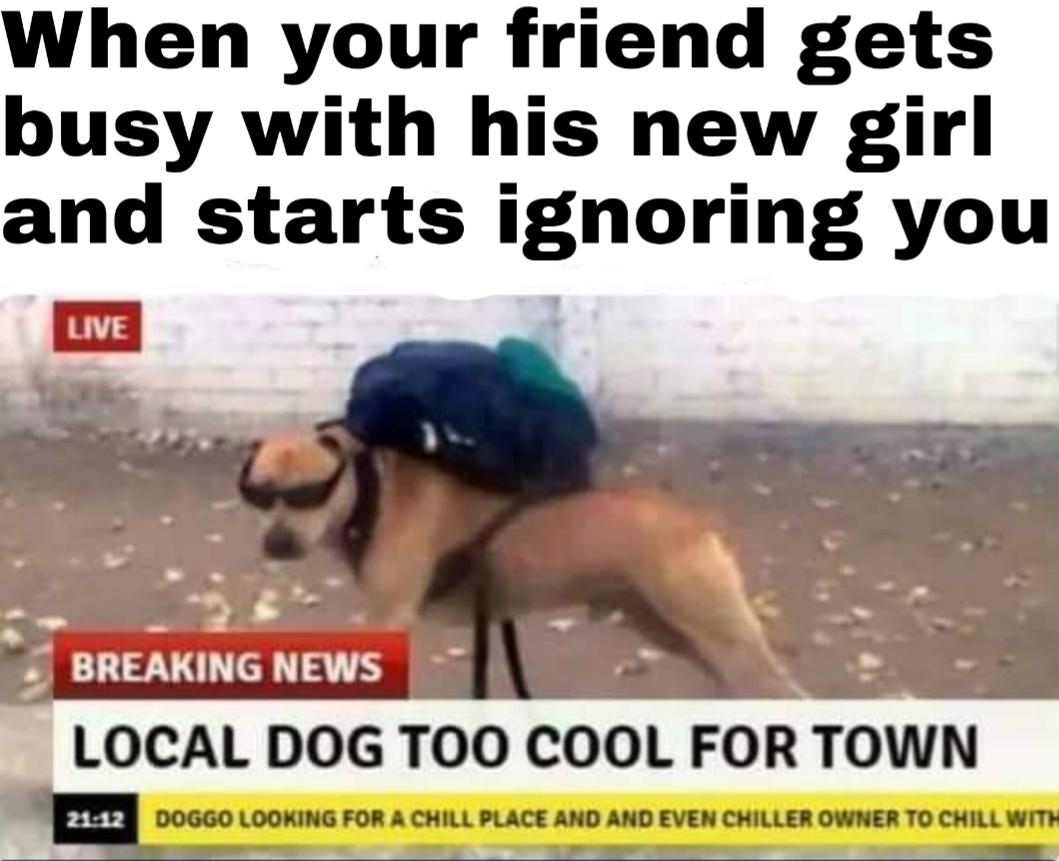 When your friend gets
busy with his new girl
and starts ignoring you
LIVE
BREAKING NEWS
LOCAL DOG TOO COOL FOR TOWN
21:12 DOGGO LOOKING FOR A CHILL PLACE AND AND EVEN CHILLER OWNER TO CHILL WITH